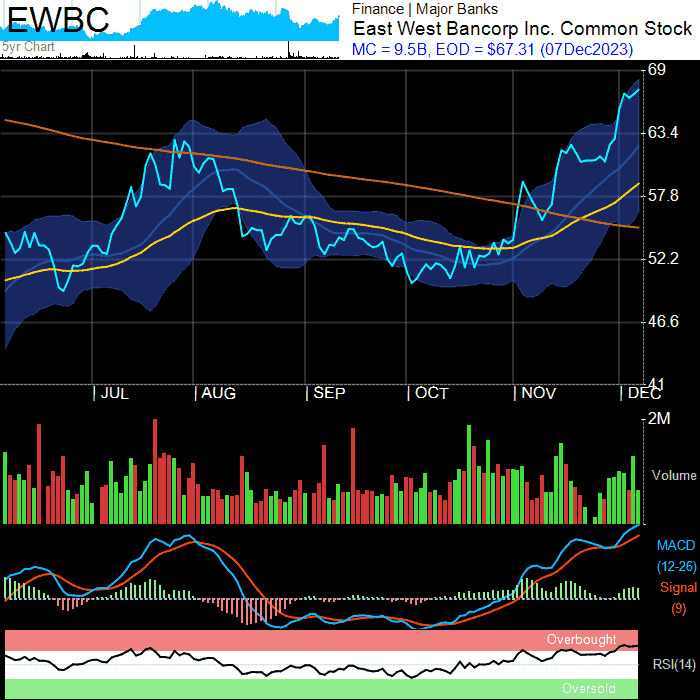 EWBC
5yr Chart
Finance | Major Banks
East West Bancorp Inc. Common Stock
MC = 9.5B, EOD = $67.31 (07Dec2023)
69
63.4
57.8
52.2
46.6
41
| JUL | AUG | SEP | OCT | NOV | DEC
2M
Volume
MACD
(12-26)
Signal
(9)
Overbought
RSI(14)
Oversold